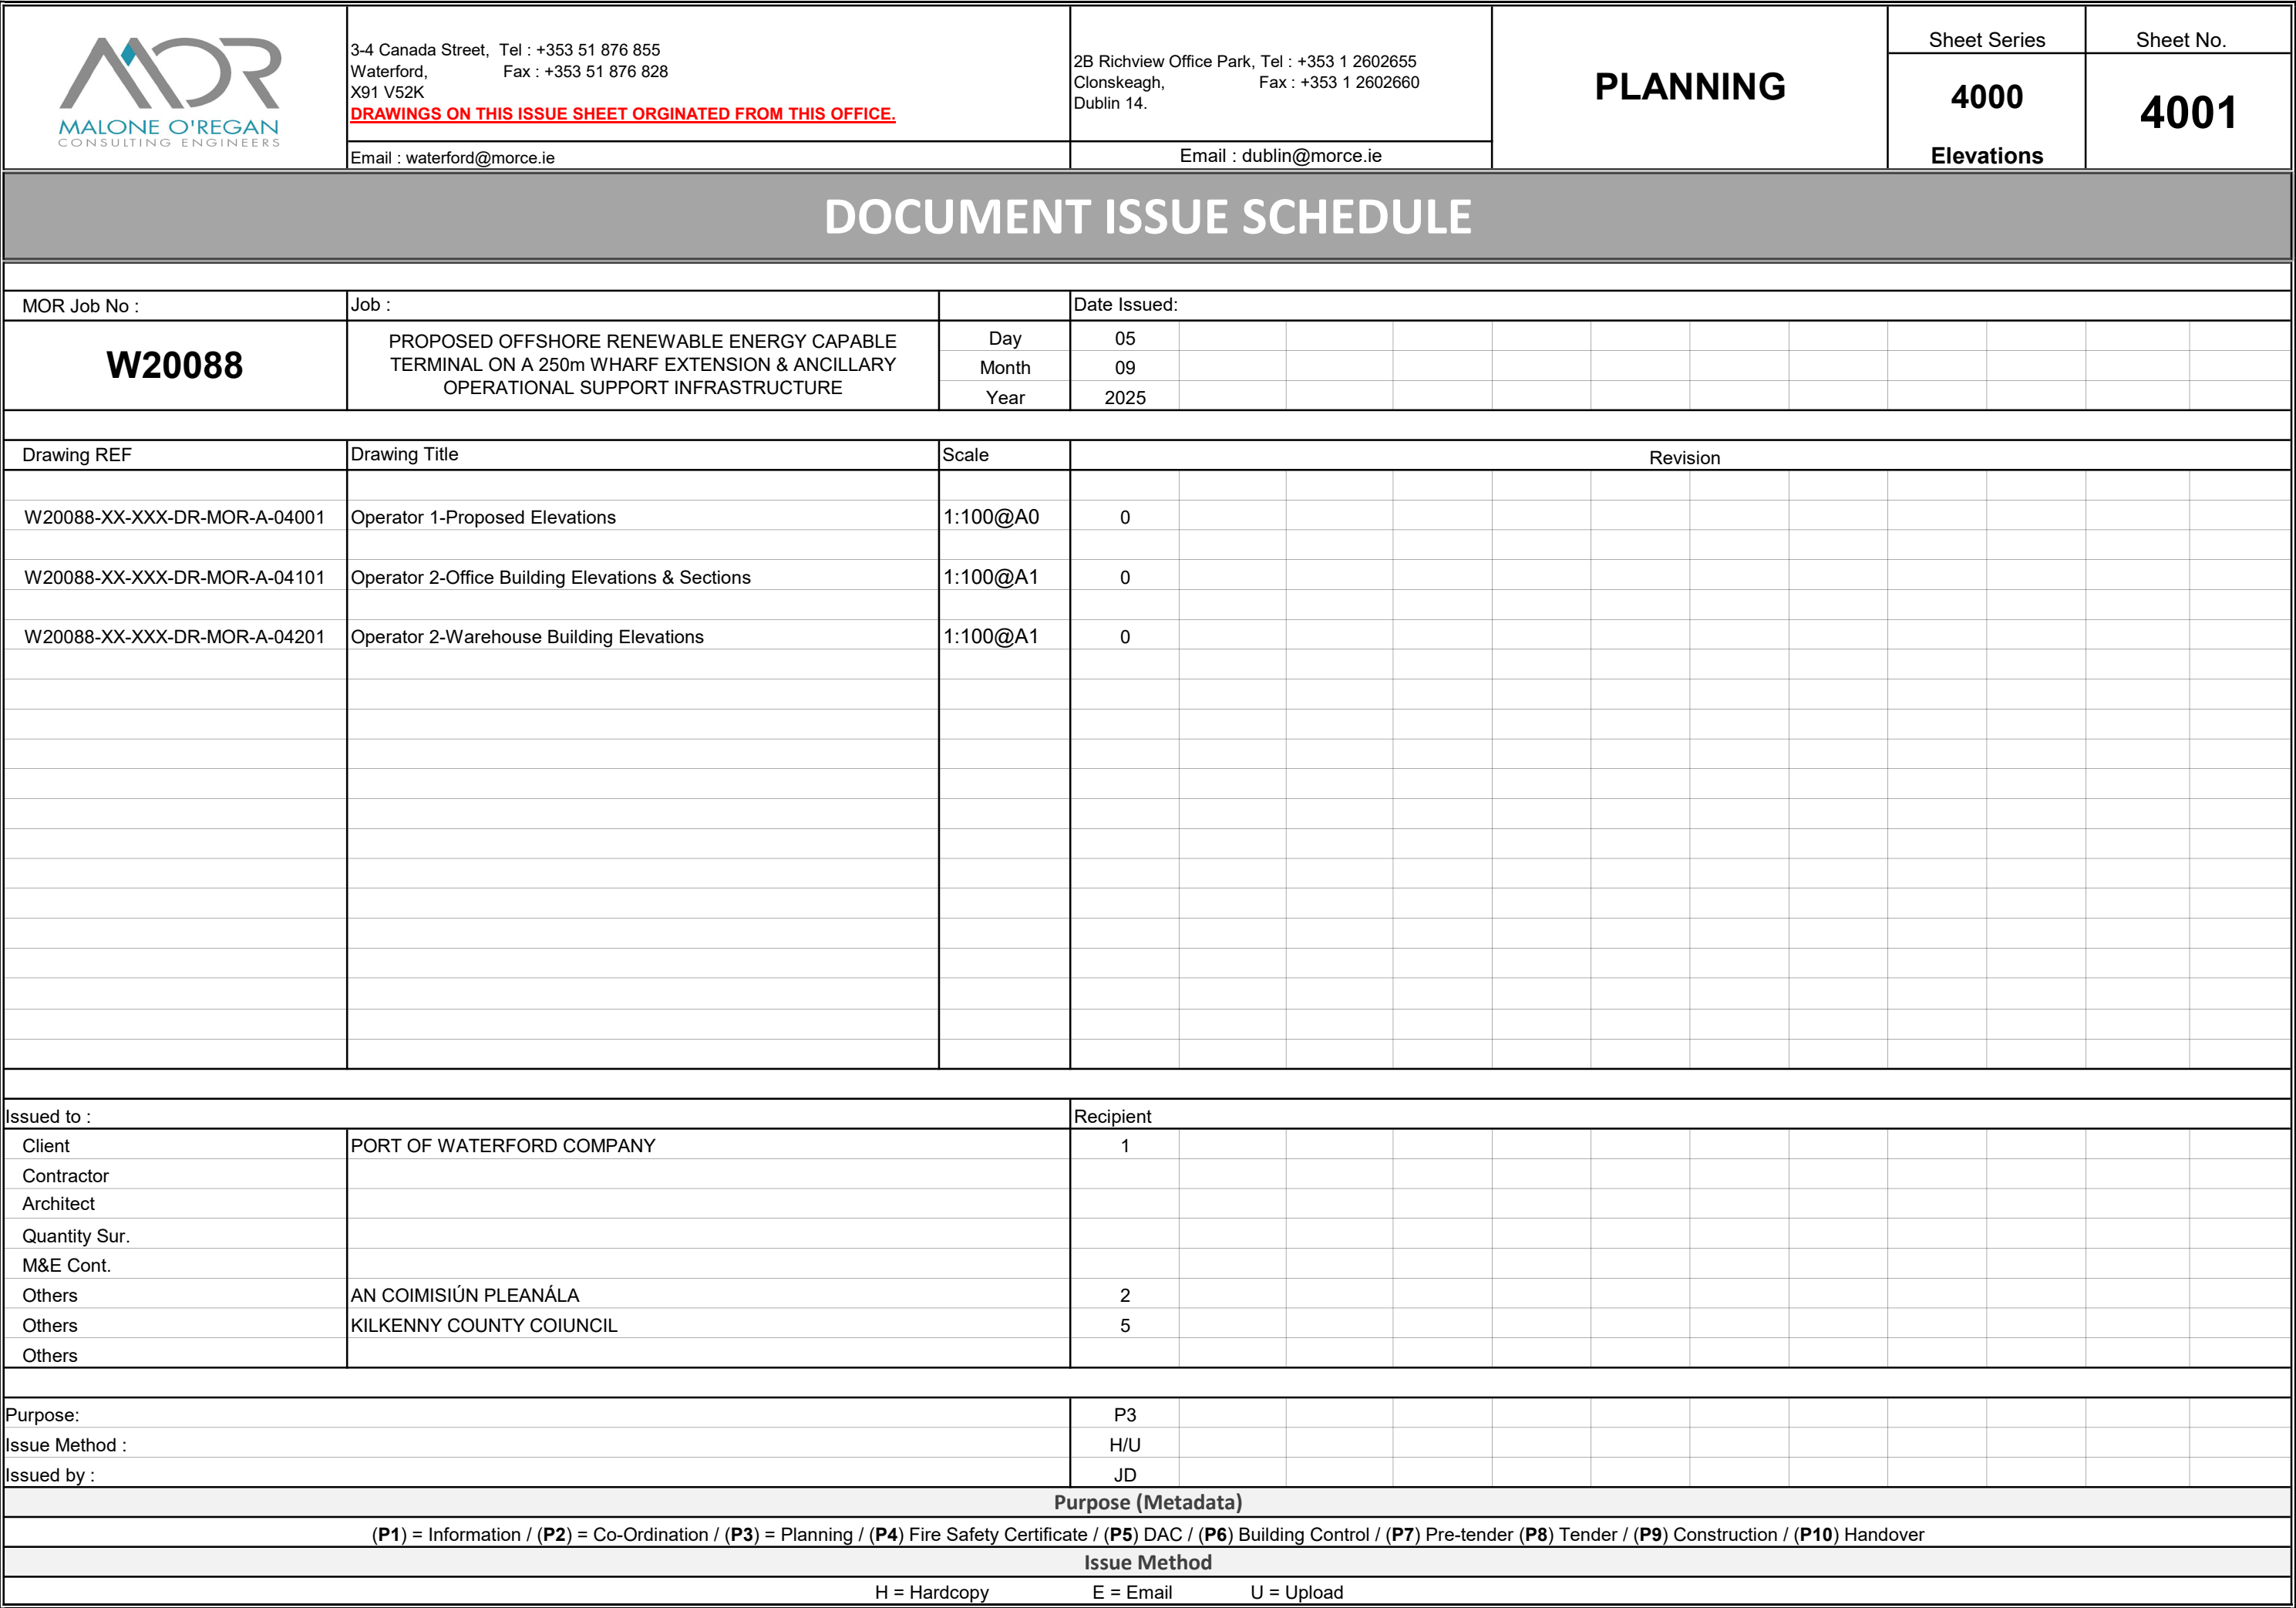 MOR
MALONE O'REGAN
CONSULTING ENGINEERS
3-4 Canada Street, Tel : +353 51 876 855
Waterford, Fax : +353 51 876 828
X91 V52K
DRAWINGS ON THIS ISSUE SHEET ORGINATED FROM THIS OFFICE.
Email : waterford@morce.ie
2B Richview Office Park, Tel : +353 1 2602655
Clonskeagh, Fax : +353 1 2602660
Dublin 14.
Email : dublin@morce.ie
PLANNING
Sheet Series
4000
Elevations
Sheet No.
4001
DOCUMENT ISSUE SCHEDULE
MOR Job No :
W20088
Job :
PROPOSED OFFSHORE RENEWABLE ENERGY CAPABLE
TERMINAL ON A 250m WHARF EXTENSION & ANCILLARY
OPERATIONAL SUPPORT INFRASTRUCTURE
Date Issued:
Day 05
Month 09
Year 2025
Drawing REF Drawing Title Scale Revision
W20088-XX-XXX-DR-MOR-A-04001 Operator 1-Proposed Elevations 1:100@A0 0
W20088-XX-XXX-DR-MOR-A-04101 Operator 2-Office Building Elevations & Sections 1:100@A1 0
W20088-XX-XXX-DR-MOR-A-04201 Operator 2-Warehouse Building Elevations 1:100@A1 0
Issued to : Recipient
Client PORT OF WATERFORD COMPANY 1
Contractor
Architect
Quantity Sur.
M&E Cont.
Others AN COIMISIÚN PLEANÁLA 2
Others KILKENNY COUNTY COIUNCIL 5
Others
Purpose: P3
Issue Method : H/U
Issued by : JD
Purpose (Metadata)
(P1) = Information / (P2) = Co-Ordination / (P3) = Planning / (P4) Fire Safety Certificate / (P5) DAC / (P6) Building Control / (P7) Pre-tender (P8) Tender / (P9) Construction / (P10) Handover
Issue Method
H = Hardcopy E = Email U = Upload